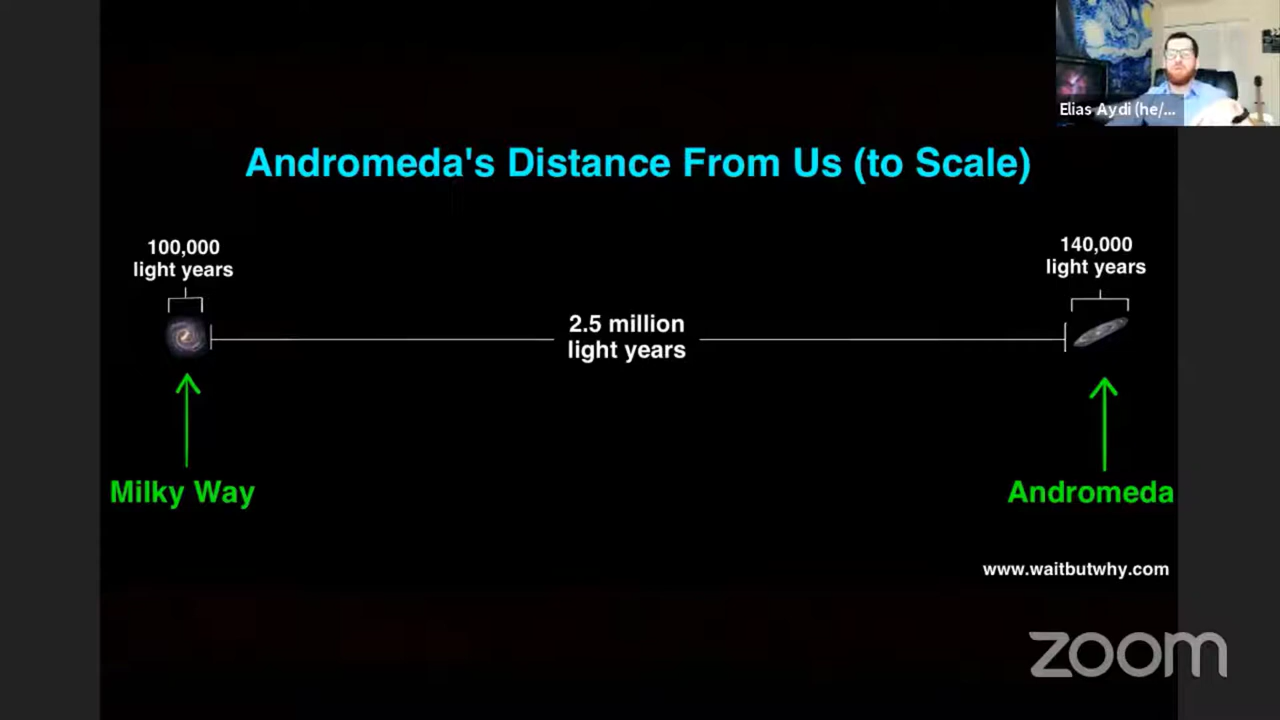 Elias Aydi (he/...
Andromeda's Distance From Us (to Scale)
100,000
light years
140,000
light years
2.5 million
light years
Milky Way
Andromeda
www.waitbutwhy.com
zoom